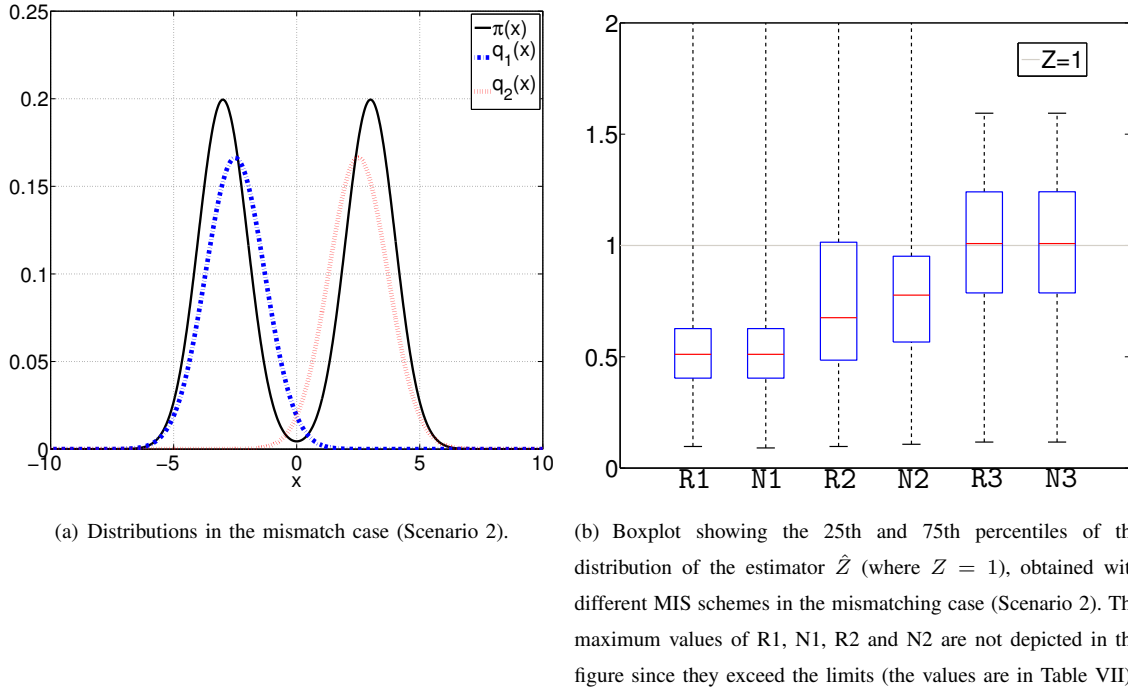 0.25
0.2
0.15
0.1
0.05
0
−10
−5
0
5
10
x
π(x)
q_1(x)
q_2(x)
2
1.5
1
0.5
0
Z=1
R1 N1 R2 N2 R3 N3
(a) Distributions in the mismatch case (Scenario 2).
(b) Boxplot showing the 25th and 75th percentiles of th
distribution of the estimator Ẑ (where Z = 1), obtained wit
different MIS schemes in the mismatching case (Scenario 2). Th
maximum values of R1, N1, R2 and N2 are not depicted in th
figure since they exceed the limits (the values are in Table VII)